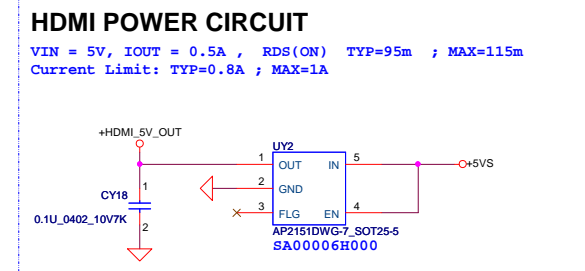 HDMI POWER CIRCUIT
VIN = 5V, IOUT = 0.5A , RDS(ON) TYP=95m ; MAX=115m
Current Limit: TYP=0.8A ; MAX=1A
+HDMI_5V_OUT
UY2
1 OUT IN 5
+5VS
2 GND
3 FLG EN 4
CY18
1
0.1U_0402_10V7K
2
AP2151DWG-7_SOT25-5
SA00006H000